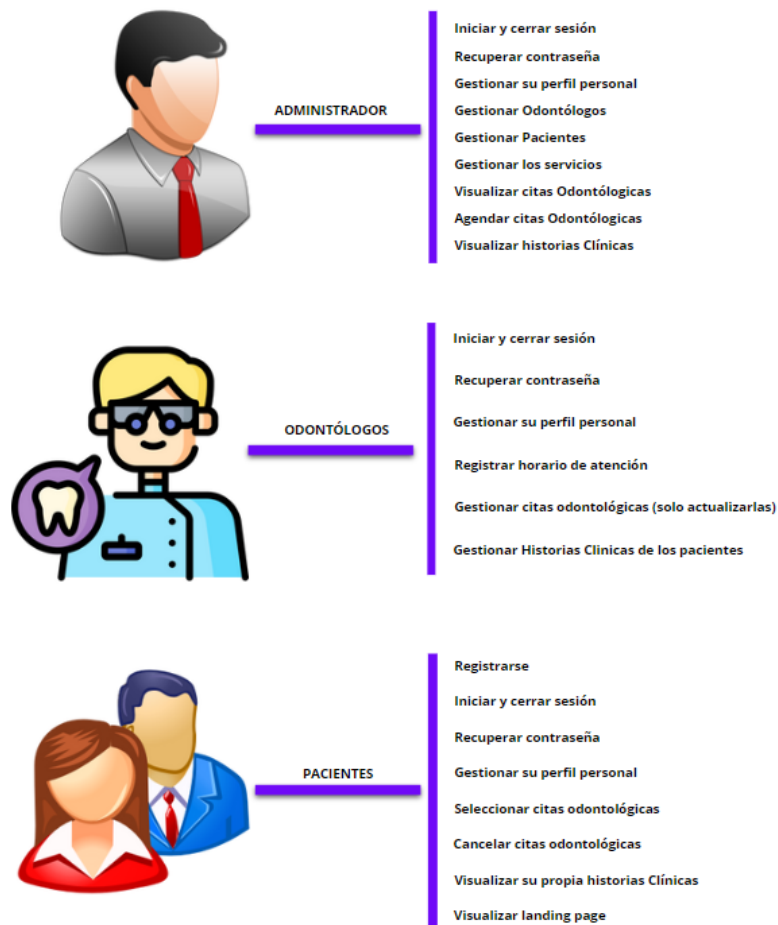 ADMINISTRADOR
Iniciar y cerrar sesión
Recuperar contraseña
Gestionar su perfil personal
Gestionar Odontólogos
Gestionar Pacientes
Gestionar los servicios
Visualizar citas Odontólogicas
Agendar citas Odontólogicas
Visualizar historias Clínicas
ODONTÓLOGOS
Iniciar y cerrar sesión
Recuperar contraseña
Gestionar su perfil personal
Registrar horario de atención
Gestionar citas odontológicas (solo actualizarlas)
Gestionar Historias Clinicas de los pacientes
PACIENTES
Registrarse
Iniciar y cerrar sesión
Recuperar contraseña
Gestionar su perfil personal
Seleccionar citas odontológicas
Cancelar citas odontológicas
Visualizar su propia historias Clínicas
Visualizar landing page